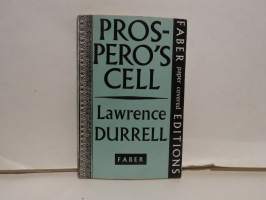 PROS-
PERO'S
CELL
Lawrence
DURRELL
FABER
FABER paper covered EDITIONS